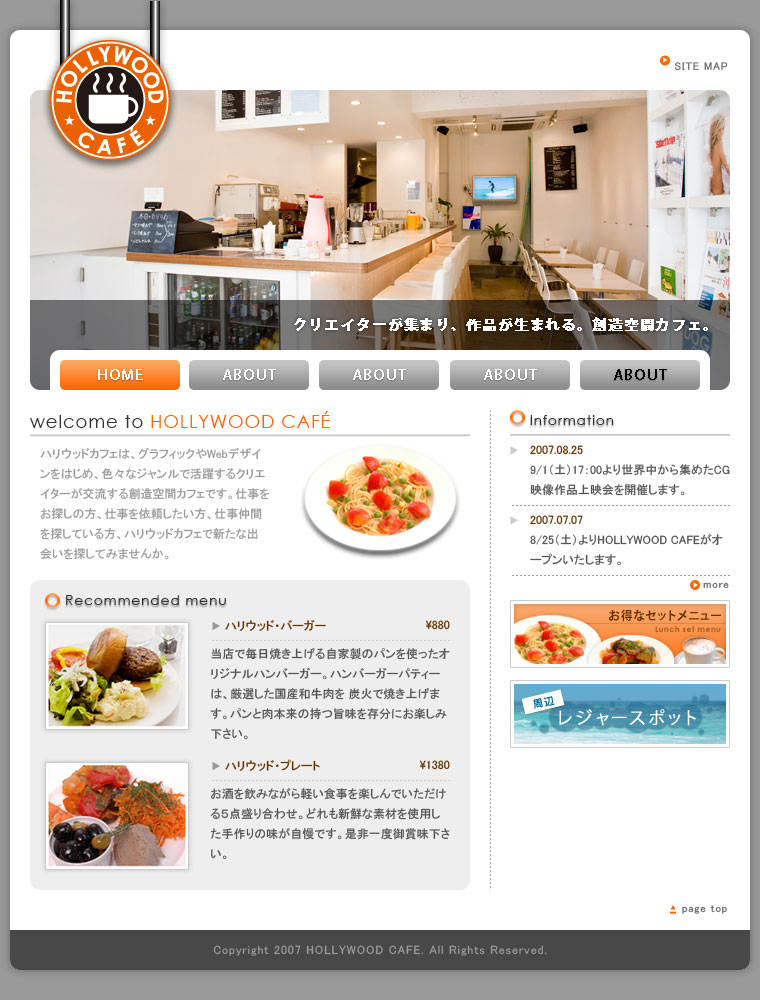 HOLLYWOOD
CAFÉ
SITE MAP
クリエイターが集まり、作品が生まれる。創造空間カフェ。
HOME
ABOUT
ABOUT
ABOUT
ABOUT
welcome to HOLLYWOOD CAFÉ
ハリウッドカフェは、グラフィックやWebデザイ
ンをはじめ、色々なジャンルで活躍するクリエ
イターが交流する創造空間カフェです。仕事を
お探しの方、仕事を依頼したい方、仕事仲間
を探している方、ハリウッドカフェで新たな出
会いを探してみませんか。
Recommended menu
ハリウッド・バーガー ¥880
当店で毎日焼き上げる自家製のパンを使ったオ
リジナルハンバーガー。ハンバーガーパティー
は、厳選した国産和牛肉を 炭火で焼き上げま
す。パンと肉本来の持つ旨味を存分にお楽しみ
下さい。
ハリウッド・プレート ¥1380
お酒を飲みながら軽い食事を楽しんでいただけ
る5点盛り合わせ。どれも新鮮な素材を使用し
た手作りの味が自慢です。是非一度御賞味下さ
い。
Information
2007.08.25
9/1（土）17：00より世界中から集めたCG
映像作品上映会を開催します。
2007.07.07
8/25（土）よりHOLLYWOOD CAFEがオ
ープンいたします。
more
お得なセットメニュー
Lunch set menu
周辺
レジャースポット
page top
Copyright 2007 HOLLYWOOD CAFE. All Rights Reserved.